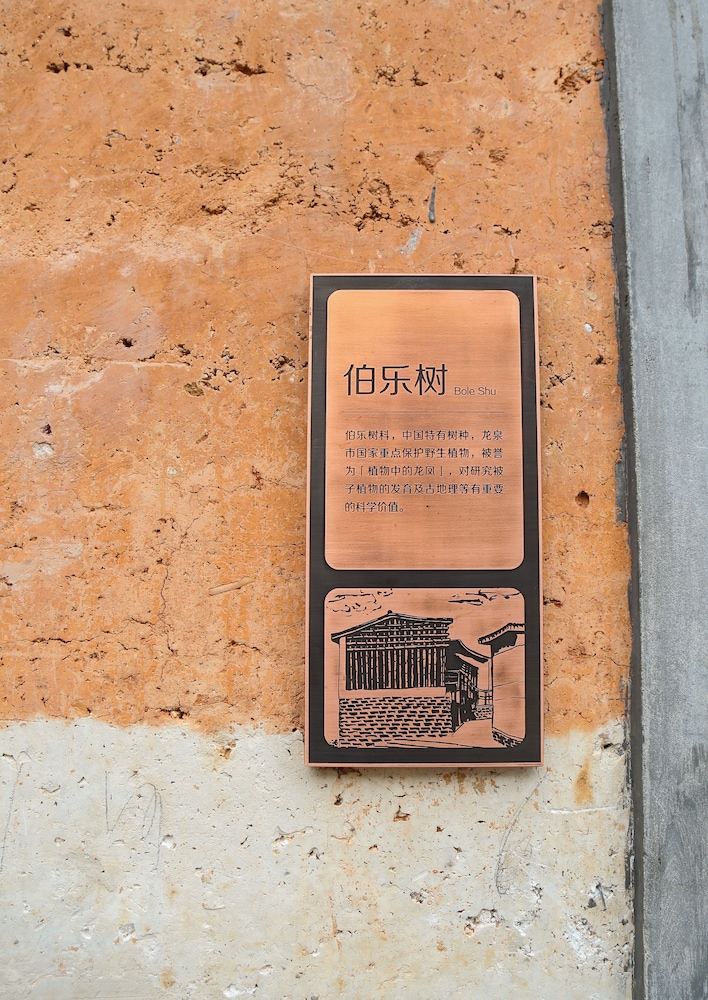 伯乐树 Bole Shu
伯乐树科，中国特有树种，龙泉
市国家重点保护野生植物，被誉
为「植物中的龙凤」，对研究被
子植物的发育及古地理等有重要
的科学价值。